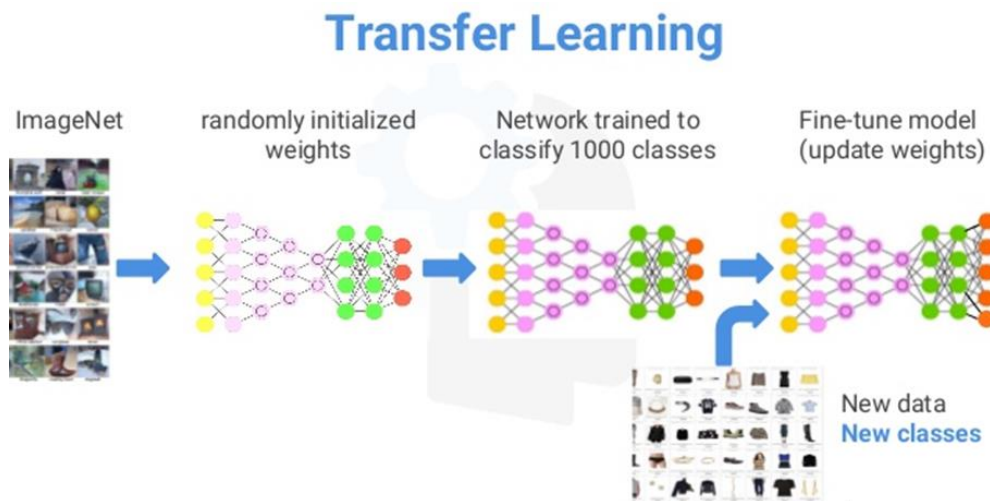 Transfer Learning
ImageNet
randomly initialized
weights
Network trained to
classify 1000 classes
Fine-tune model
(update weights)
New data
New classes